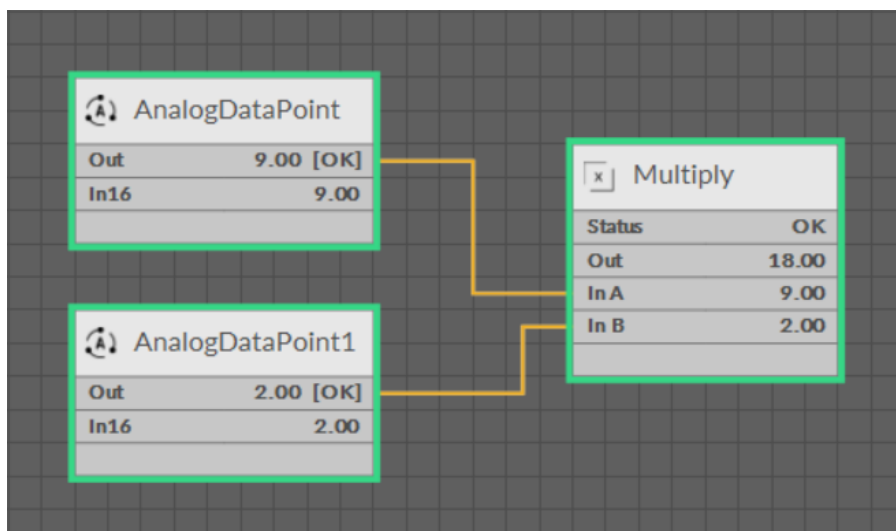 AnalogDataPoint
Out 9.00 [OK]
In16 9.00
AnalogDataPoint1
Out 2.00 [OK]
In16 2.00
x Multiply
Status OK
Out 18.00
In A 9.00
In B 2.00